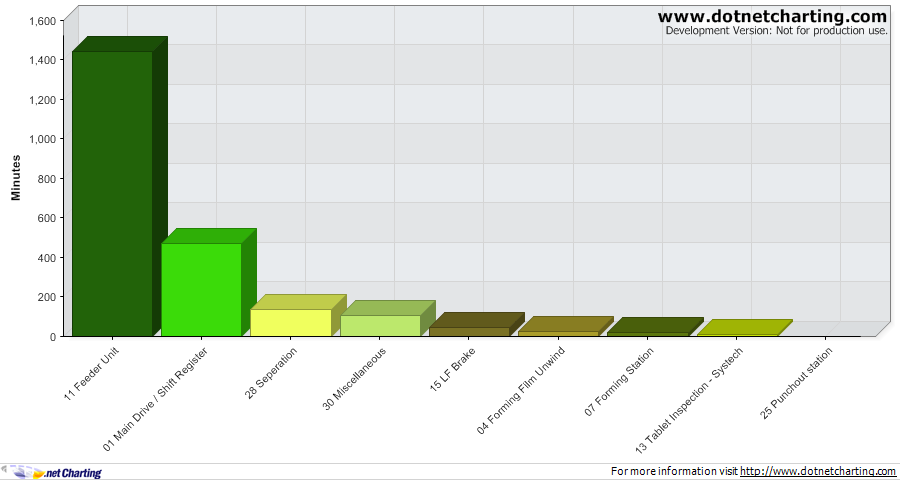 www.dotnetcharting.com
Development Version: Not for production use.
1,600
1,400
1,200
1,000
800
600
400
200
0
Minutes
11 Feeder Unit
01 Main Drive / Shift Register
28 Seperation
30 Miscellaneous
15 LF Brake
04 Forming Film Unwind
07 Forming Station
13 Tablet Inspection - Systech
25 Punchout station
.net Charting
For more information visit http://www.dotnetcharting.com